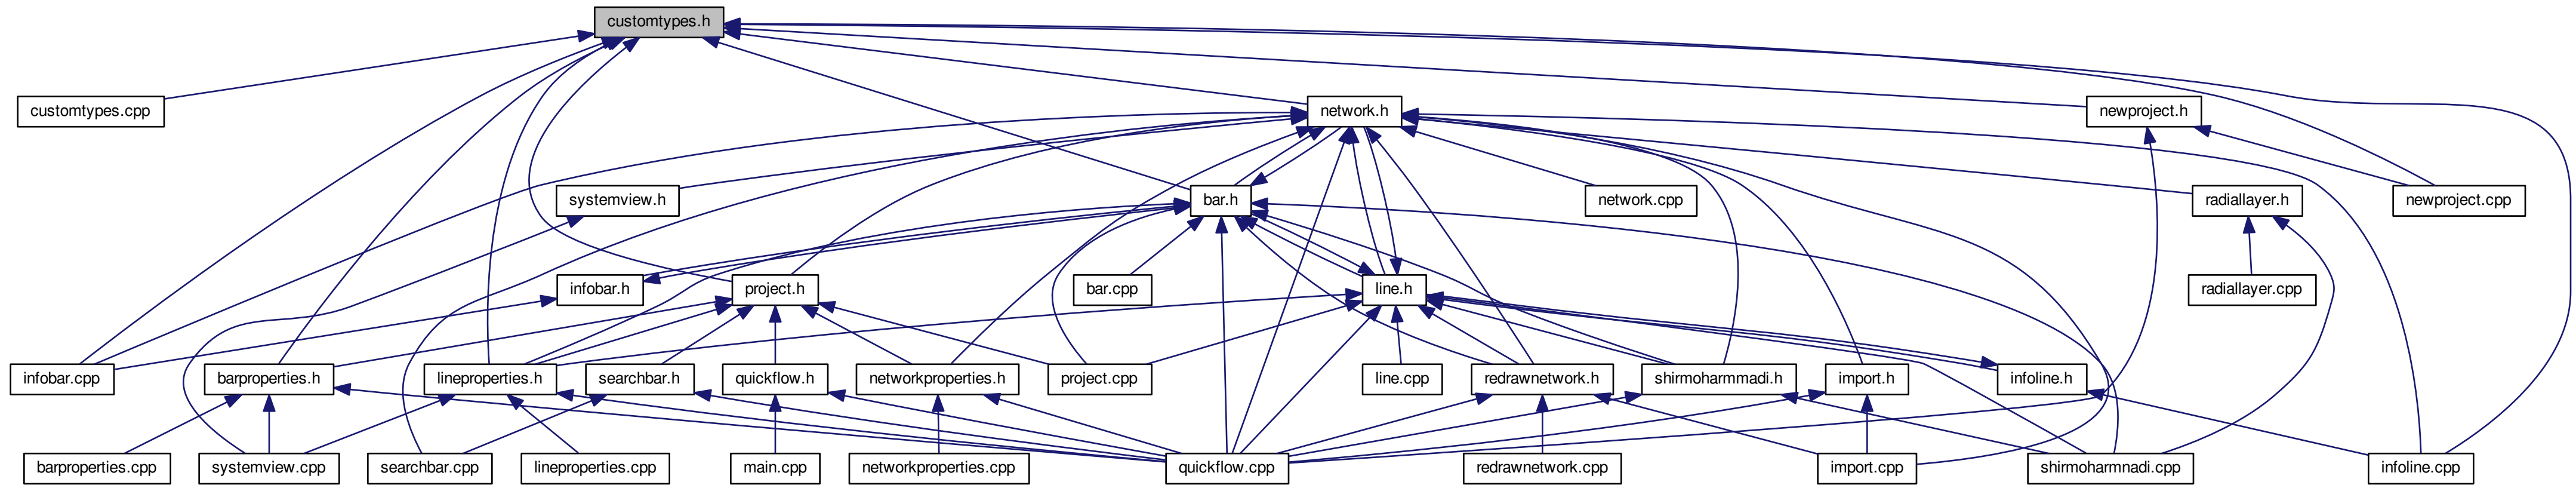 customtypes.h
customtypes.cpp
network.h
newproject.h
systemview.h
bar.h
network.cpp
radiallayer.h
newproject.cpp
infobar.h
project.h
bar.cpp
line.h
radiallayer.cpp
infobar.cpp
barproperties.h
lineproperties.h
searchbar.h
quickflow.h
networkproperties.h
project.cpp
line.cpp
redrawnetwork.h
shirmoharmmadi.h
import.h
infoline.h
barproperties.cpp
systemview.cpp
searchbar.cpp
lineproperties.cpp
main.cpp
networkproperties.cpp
quickflow.cpp
redrawnetwork.cpp
import.cpp
shirmoharmnadi.cpp
infoline.cpp